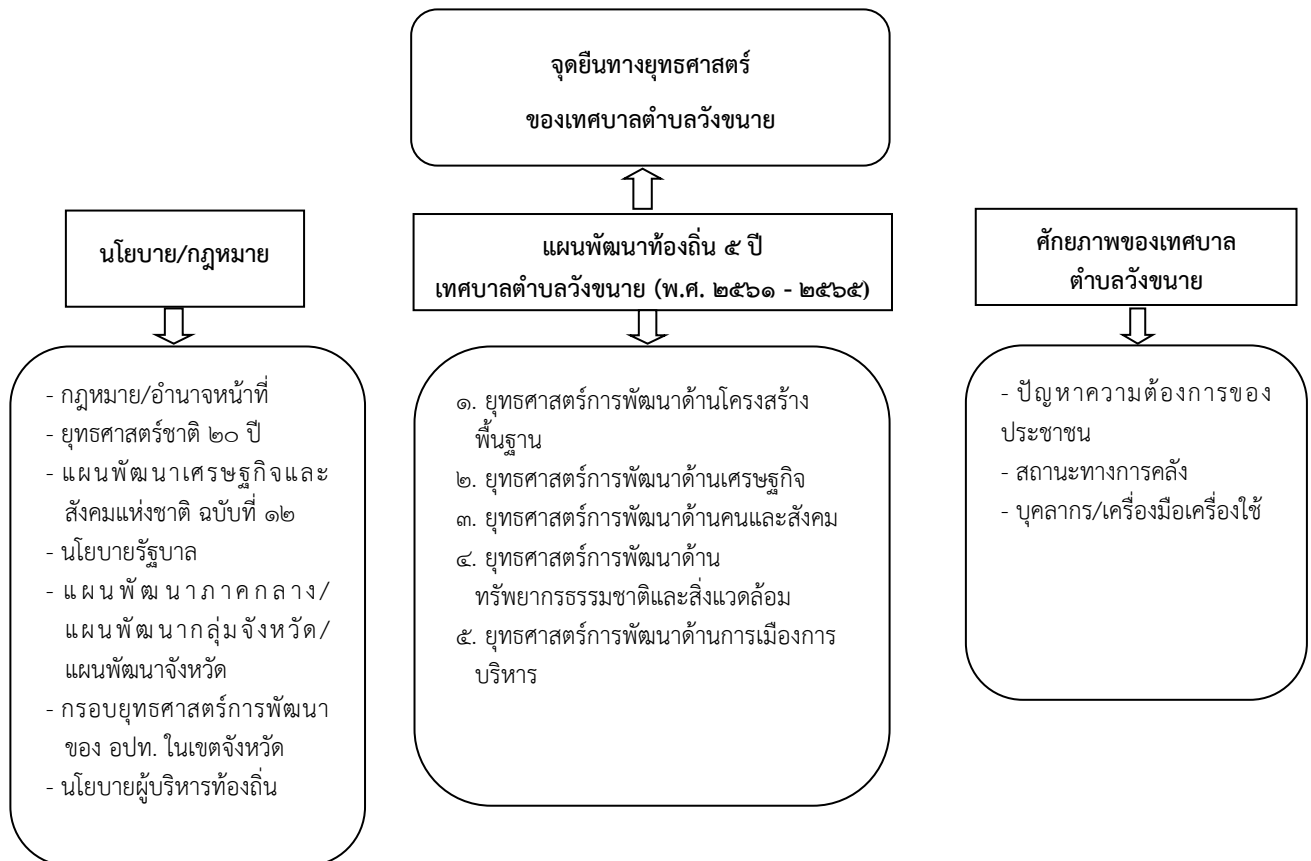 จุดยืนทางยุทธศาสตร์
ของเทศบาลตำบลวังขนาย
นโยบาย/กฎหมาย
แผนพัฒนาท้องถิ่น ๕ ปี
เทศบาลตำบลวังขนาย (พ.ศ. ๒๕๖๑ - ๒๕๖๕)
ศักยภาพของเทศบาล
ตำบลวังขนาย
- กฎหมาย/อำนาจหน้าที่
- ยุทธศาสตร์ชาติ ๒๐ ปี
- แผนพัฒนาเศรษฐกิจและ
สังคมแห่งชาติ ฉบับที่ ๑๒
- นโยบายรัฐบาล
- แผนพัฒนาภาคกลาง/
แผนพัฒนากลุ่มจังหวัด/
แผนพัฒนาจังหวัด
- กรอบยุทธศาสตร์การพัฒนา
ของ อปท. ในเขตจังหวัด
- นโยบายผู้บริหารท้องถิ่น
๑. ยุทธศาสตร์การพัฒนาด้านโครงสร้าง
พื้นฐาน
๒. ยุทธศาสตร์การพัฒนาด้านเศรษฐกิจ
๓. ยุทธศาสตร์การพัฒนาด้านคนและสังคม
๔. ยุทธศาสตร์การพัฒนาด้าน
ทรัพยากรธรรมชาติและสิ่งแวดล้อม
๕. ยุทธศาสตร์การพัฒนาด้านการเมืองการ
บริหาร
- ปัญหาความต้องการของ
ประชาชน
- สถานะทางการคลัง
- บุคลากร/เครื่องมือเครื่องใช้